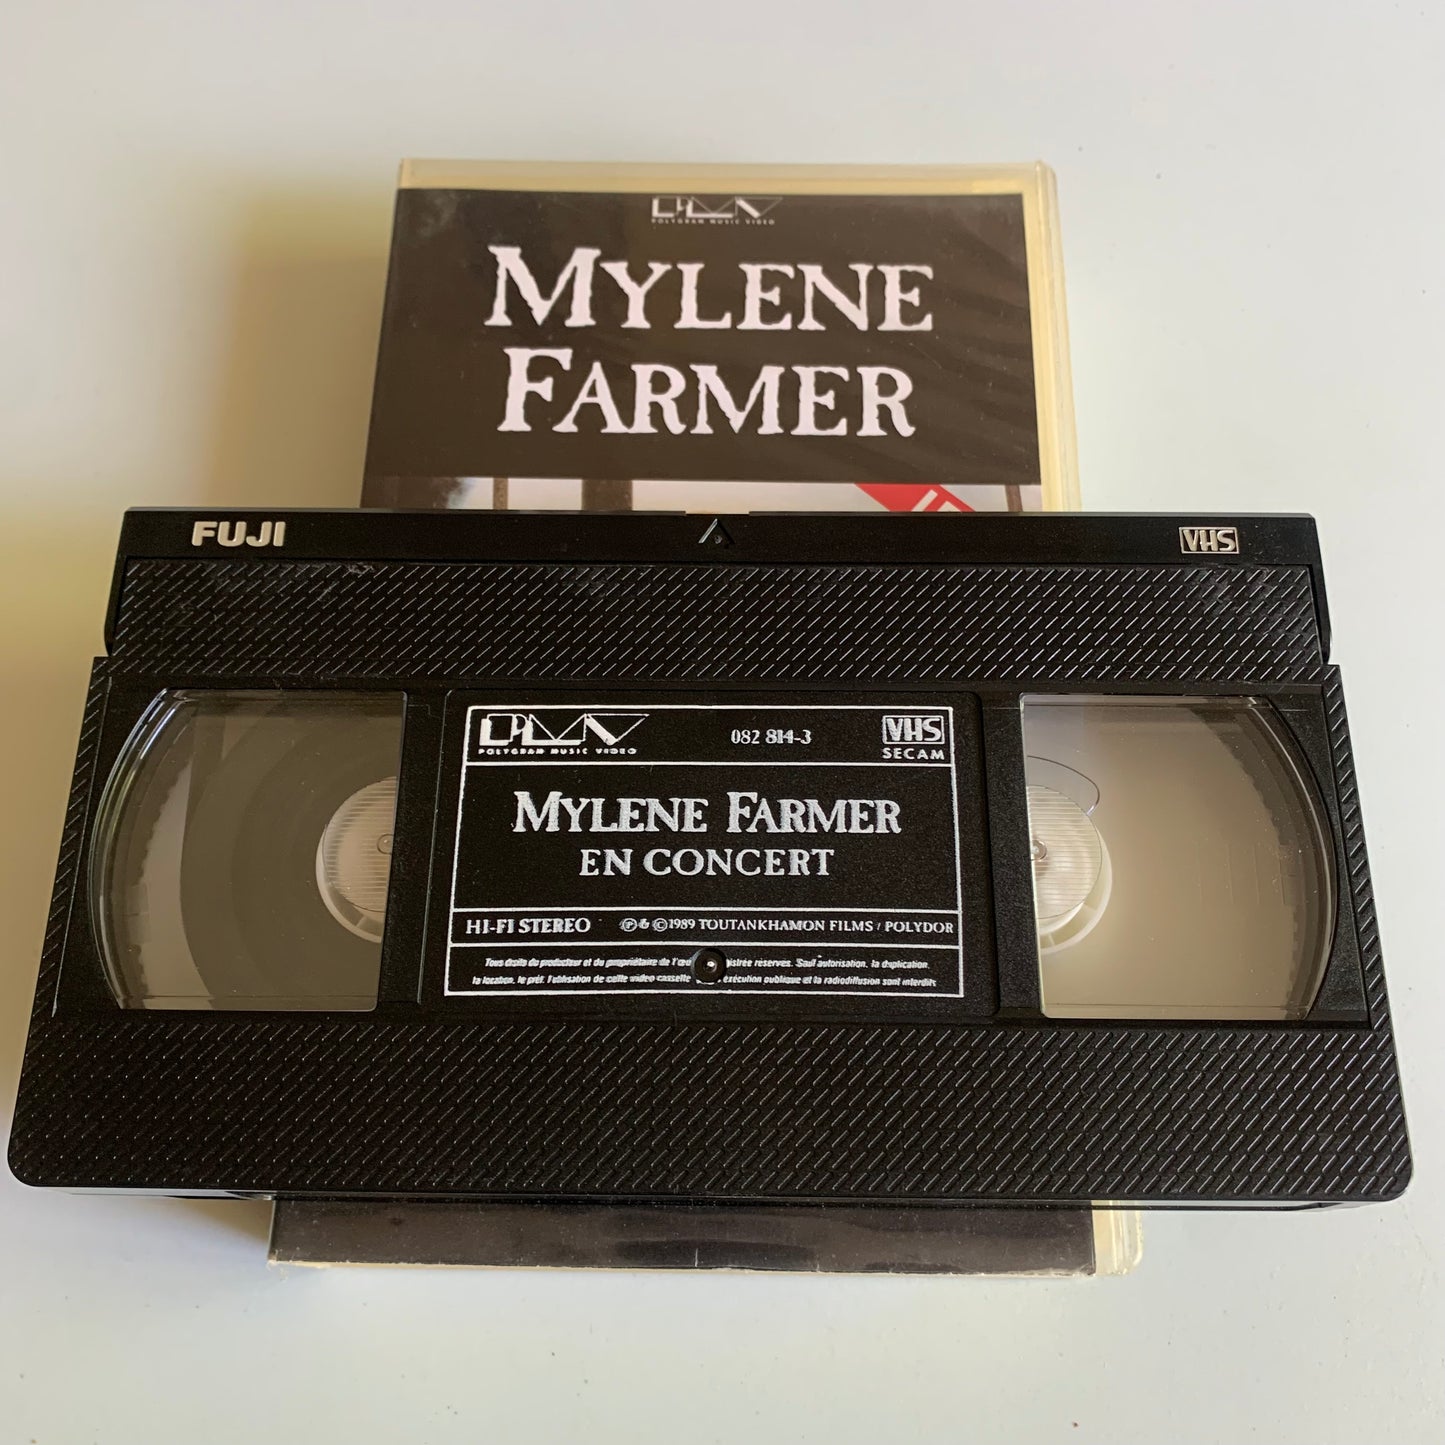 POLYGRAM MUSIC VIDEO
MYLENE
FARMER
FUJI
VHS
POLYGRAM MUSIC VIDEO
082 814-3
VHS
SECAM
MYLENE FARMER
EN CONCERT
HI-FI STEREO ℗ & © 1989 TOUTANKHAMON FILMS / POLYDOR
Tous droits du producteur et du propriétaire de l'œu istrée réservés. Sauf autorisation, la duplication,
la location, le prêt, l'utilisation de cette vidéo cassette exécution publique et la radiodiffusion sont interdits